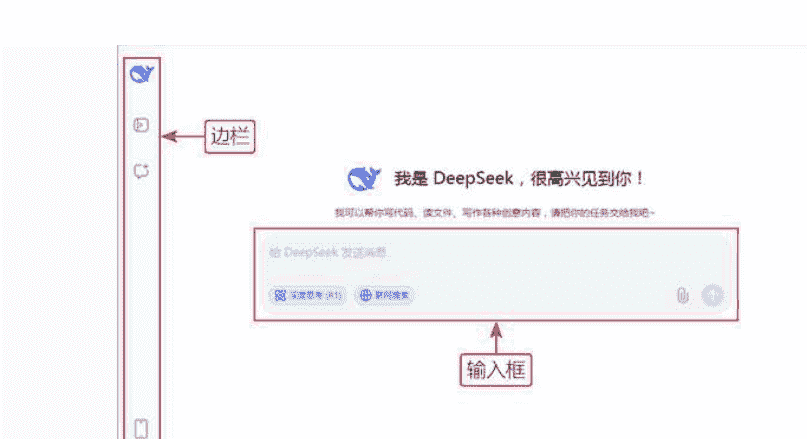 边栏
我是 DeepSeek，很高兴见到你！
我可以帮你写代码、读文件、写作各种创意内容，请把你的任务交给我吧~
给 DeepSeek 发送消息
深度思考 (R1)
联网搜索
输入框